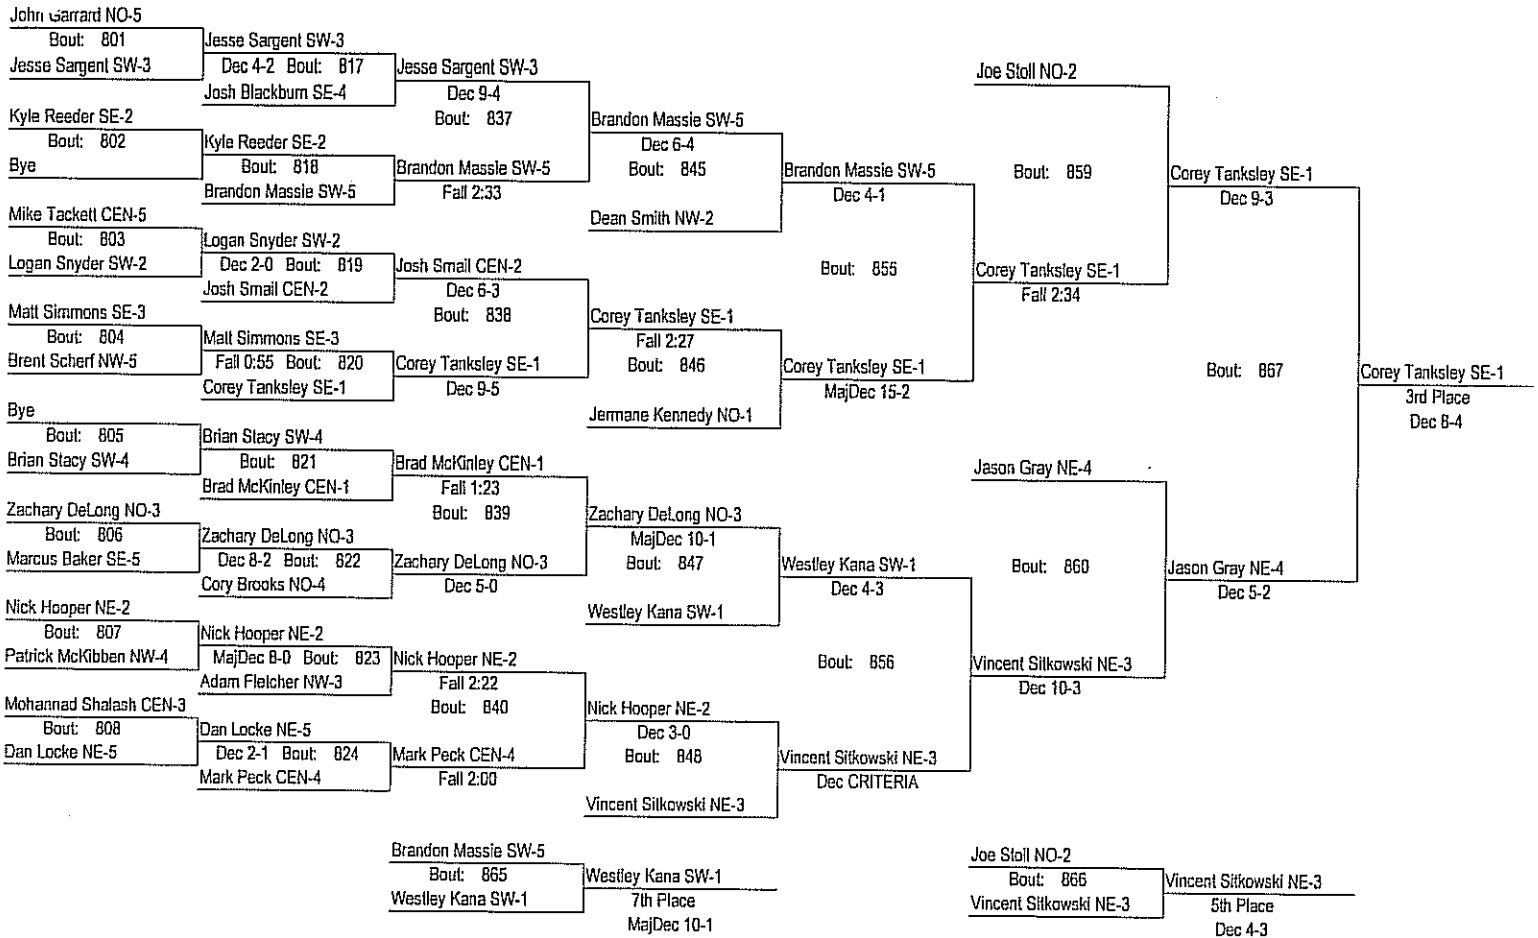 John Garrard NO-5
Bout: 801
Jesse Sargent SW-3
Kyle Reeder SE-2
Bout: 802
Bye
Mike Tackett CEN-5
Bout: 803
Logan Snyder SW-2
Matt Simmons SE-3
Bout: 804
Brent Scherf NW-5
Bye
Bout: 805
Brian Stacy SW-4
Zachary DeLong NO-3
Bout: 806
Marcus Baker SE-5
Nick Hooper NE-2
Bout: 807
Patrick McKibben NW-4
Mohannad Shalash CEN-3
Bout: 808
Dan Locke NE-5
Jesse Sargent SW-3
Dec 4-2 Bout: 817
Josh Blackburn SE-4
Kyle Reeder SE-2
Bout: 818
Brandon Massie SW-5
Logan Snyder SW-2
Dec 2-0 Bout: 819
Josh Smail CEN-2
Matt Simmons SE-3
Fall 0:55 Bout: 820
Corey Tanksley SE-1
Brian Stacy SW-4
Bout: 821
Brad McKinley CEN-1
Zachary DeLong NO-3
Dec 8-2 Bout: 822
Cory Brooks NO-4
Nick Hooper NE-2
MajDec 8-0 Bout: 823
Adam Fletcher NW-3
Dan Locke NE-5
Dec 2-1 Bout: 824
Mark Peck CEN-4
Jesse Sargent SW-3
Dec 9-4
Bout: 837
Brandon Massie SW-5
Fall 2:33
Josh Smail CEN-2
Dec 6-3
Bout: 838
Corey Tanksley SE-1
Dec 9-5
Brad McKinley CEN-1
Fall 1:23
Bout: 839
Zachary DeLong NO-3
Dec 5-0
Nick Hooper NE-2
Fall 2:22
Bout: 840
Mark Peck CEN-4
Fall 2:00
Brandon Massie SW-5
Dec 6-4
Bout: 845
Dean Smith NW-2
Corey Tanksley SE-1
Fall 2:27
Bout: 846
Jermane Kennedy NO-1
Zachary DeLong NO-3
MajDec 10-1
Bout: 847
Westley Kana SW-1
Nick Hooper NE-2
Dec 3-0
Bout: 848
Vincent Sitkowski NE-3
Brandon Massie SW-5
Dec 4-1
Bout: 855
Corey Tanksley SE-1
MajDec 15-2
Westley Kana SW-1
Dec 4-3
Bout: 856
Vincent Sitkowski NE-3
Dec CRITERIA
Joe Stoll NO-2
Bout: 859
Corey Tanksley SE-1
Fall 2:34
Jason Gray NE-4
Bout: 860
Vincent Sitkowski NE-3
Dec 10-3
Corey Tanksley SE-1
Dec 9-3
Bout: 867
Jason Gray NE-4
Dec 5-2
Corey Tanksley SE-1
3rd Place
Dec 8-4
Brandon Massie SW-5
Bout: 865
Westley Kana SW-1
Westley Kana SW-1
7th Place
MajDec 10-1
Joe Stoll NO-2
Bout: 866
Vincent Sitkowski NE-3
Vincent Sitkowski NE-3
5th Place
Dec 4-3